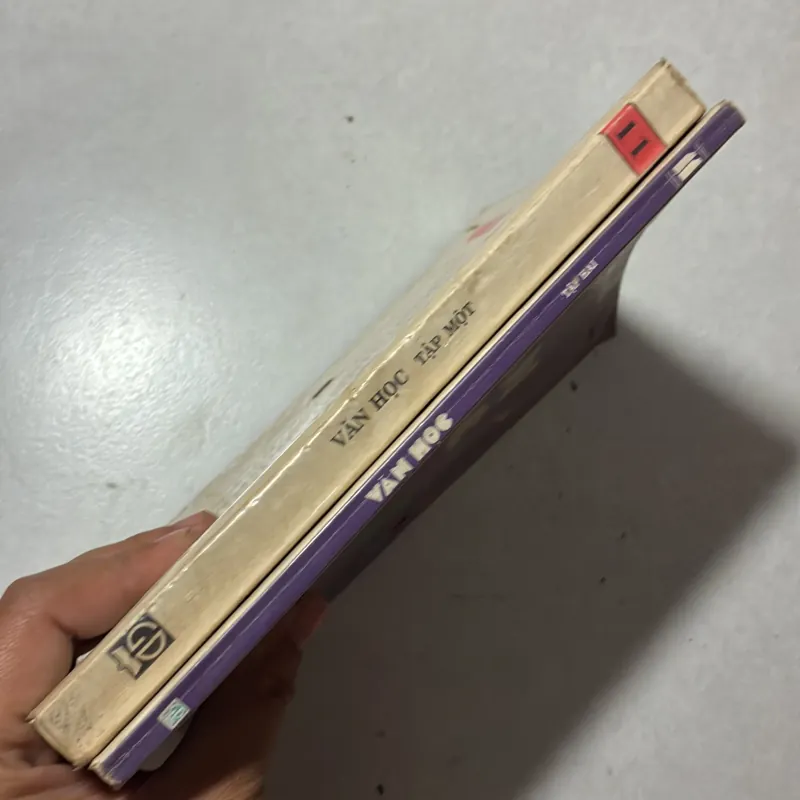 VĂN HỌC TẬP MỘT
11
VĂN HỌC TẬP HAI